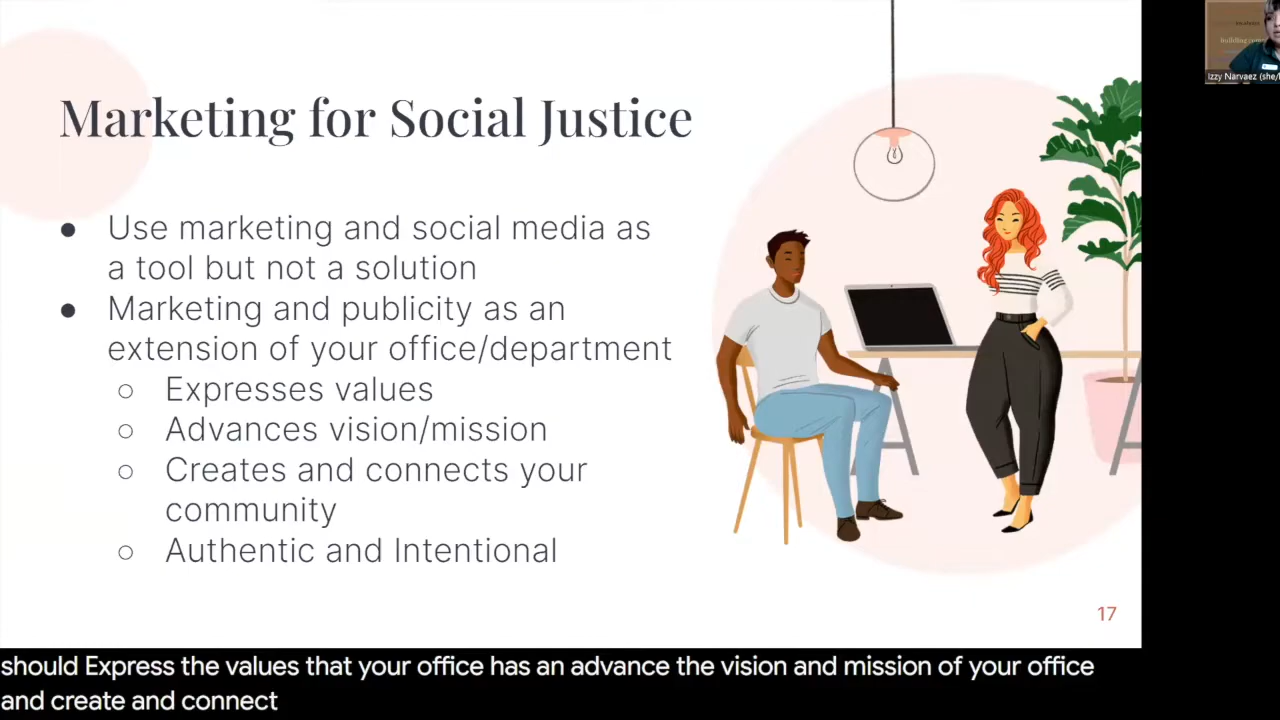 Marketing for Social Justice
● Use marketing and social media as
a tool but not a solution
● Marketing and publicity as an
extension of your office/department
○ Expresses values
○ Advances vision/mission
○ Creates and connects your
community
○ Authentic and Intentional
17
Izzy Narvaez (she/
should Express the values that your office has an advance the vision and mission of your office
and create and connect